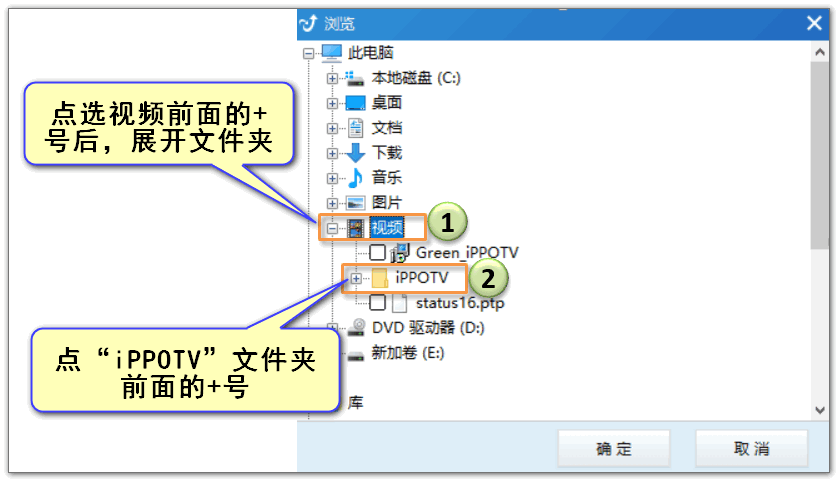 浏览
此电脑
本地磁盘 (C:)
桌面
文档
下载
音乐
图片
视频
Green_iPPOTV
iPPOTV
status16.ptp
DVD 驱动器 (D:)
新加卷 (E:)
库
确定
取消
点选视频前面的+
号后，展开文件夹
1
2
点“iPPOTV”文件夹
前面的+号